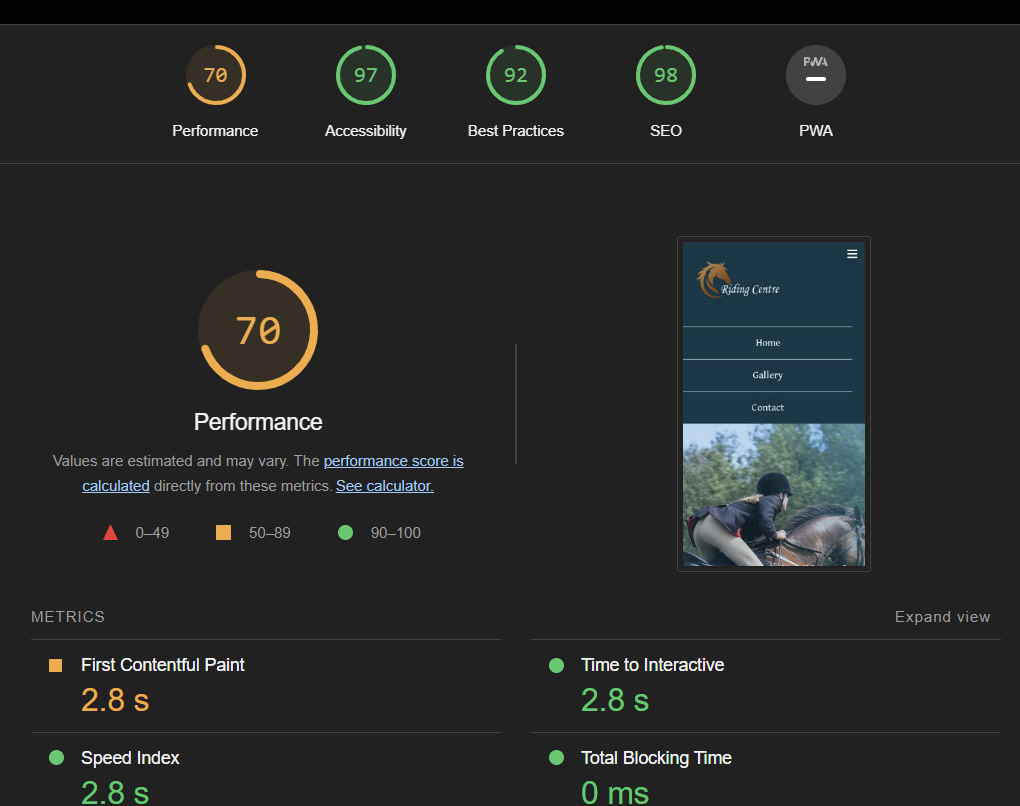 70
97
92
98
PWA
Performance
Accessibility
Best Practices
SEO
PWA
70
Performance
Values are estimated and may vary. The performance score is
calculated directly from these metrics. See calculator.
0–49
50–89
90–100
Riding Centre
Home
Gallery
Contact
METRICS
Expand view
First Contentful Paint
2.8 s
Time to Interactive
2.8 s
Speed Index
2.8 s
Total Blocking Time
0 ms